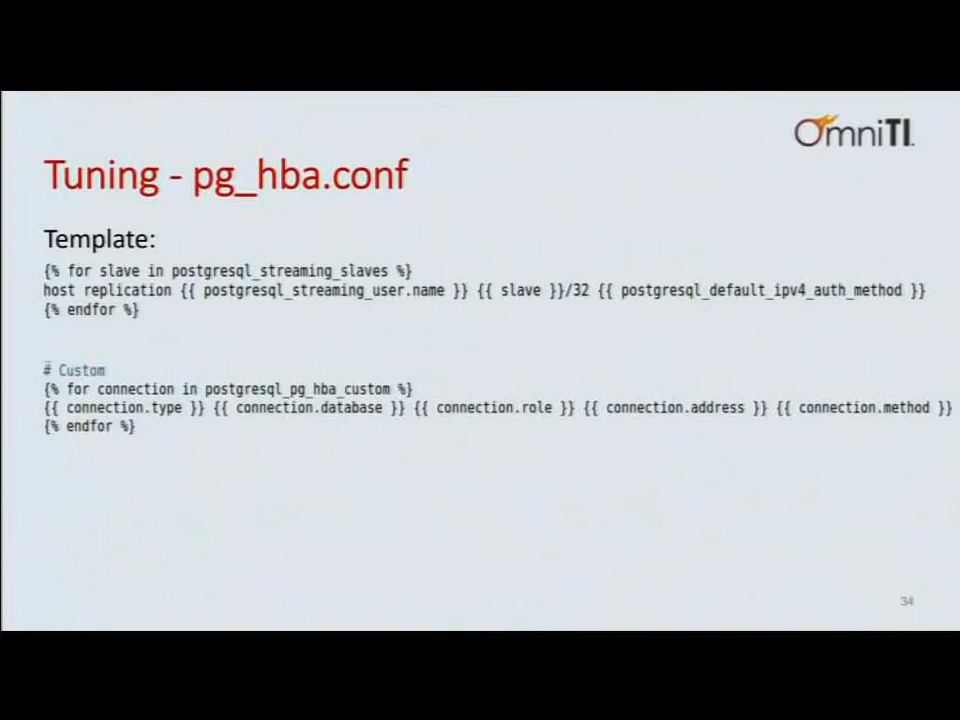 OmniTI
Tuning - pg_hba.conf
Template:
{% for slave in postgresql_streaming_slaves %}
host replication {{ postgresql_streaming_user.name }} {{ slave }}/32 {{ postgresql_default_ipv4_auth_method }}
{% endfor %}
# Custom
{% for connection in postgresql_pg_hba_custom %}
{{ connection.type }} {{ connection.database }} {{ connection.role }} {{ connection.address }} {{ connection.method }}
{% endfor %}
34